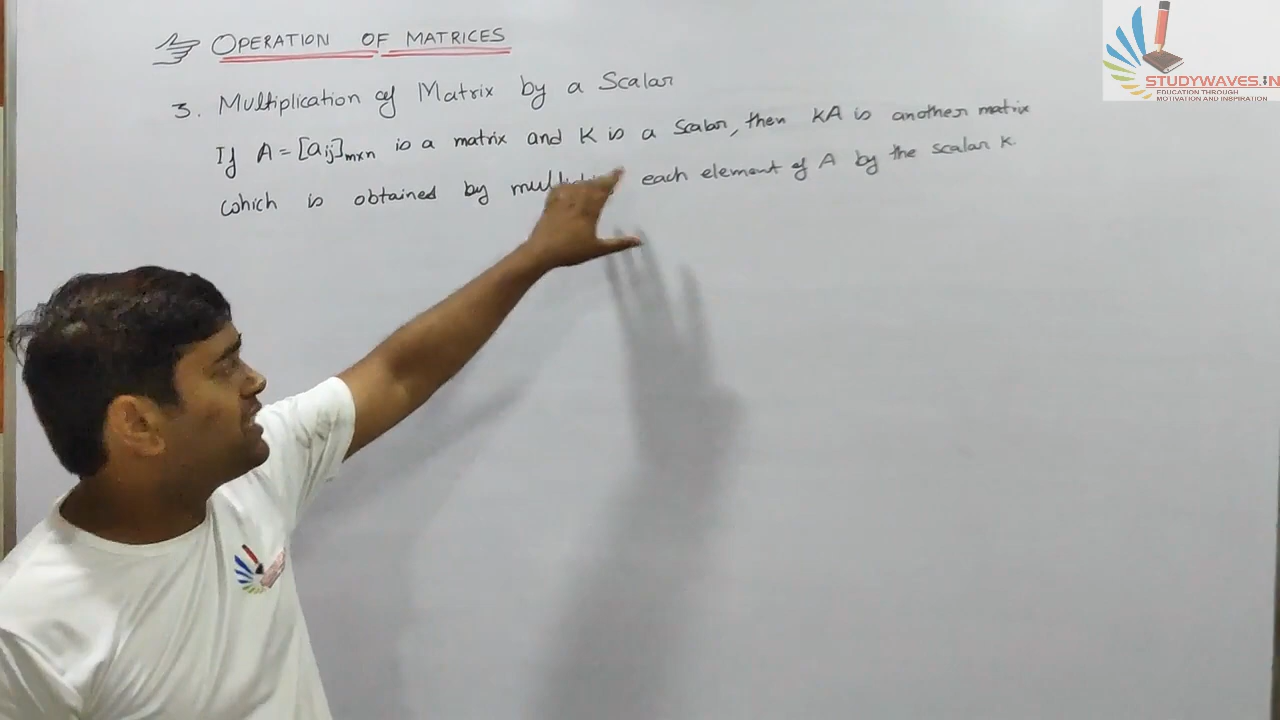 OPERATION OF MATRICES
3. Multiplication of Matrix by a Scalar
If A = [aij]m×n is a matrix and K is a Scalar, then KA is another matrix
which is obtained by each element of A by the scalar K.
STUDYWAVES.IN
EDUCATION THROUGH
MOTIVATION AND INSPIRATION